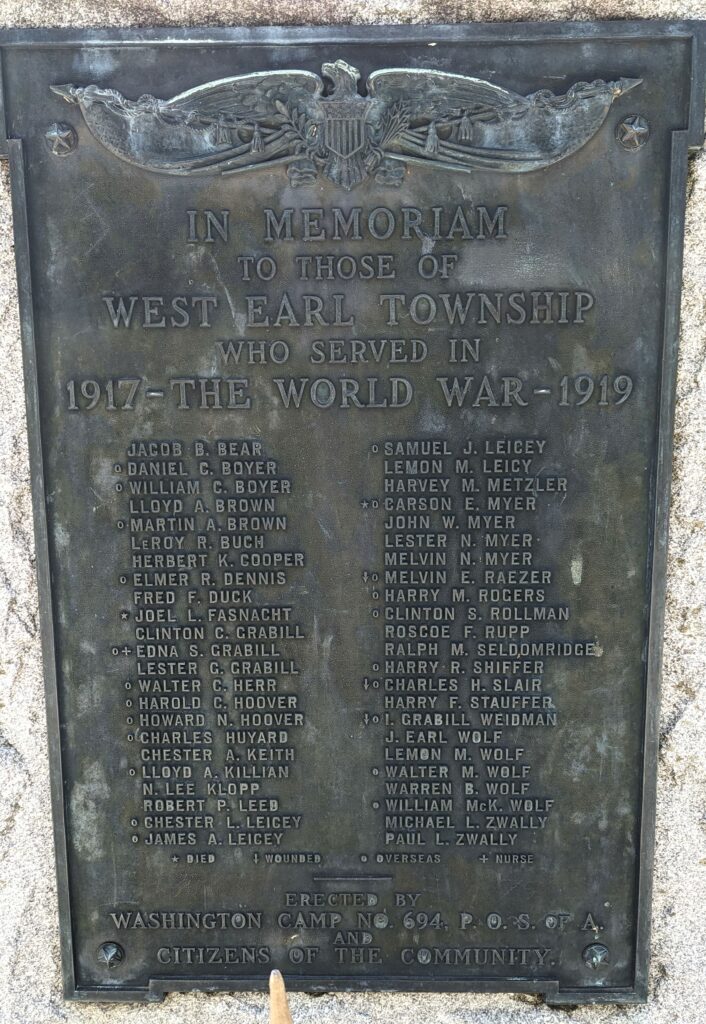 IN MEMORIAM
TO THOSE OF
WEST EARL TOWNSHIP
WHO SERVED IN
1917-THE WORLD WAR-1919
JACOB B. BEAR
o DANIEL C. BOYER
o WILLIAM C. BOYER
LLOYD A. BROWN
o MARTIN A. BROWN
LEROY R. BUCH
HERBERT K. COOPER
o ELMER R. DENNIS
FRED F. DUCK
★ JOEL L. FASNACHT
CLINTON C. GRABILL
o + EDNA S. GRABILL
LESTER G. GRABILL
o WALTER C. HERR
o HAROLD C. HOOVER
o HOWARD N. HOOVER
o CHARLES HUYARD
CHESTER A. KEITH
o LLOYD A. KILLIAN
N. LEE KLOPP
ROBERT P. LEED
o CHESTER L. LEICEY
o JAMES A. LEICEY
o SAMUEL J. LEICEY
LEMON M. LEICY
HARVEY M. METZLER
★ o CARSON E. MYER
JOHN W. MYER
LESTER N. MYER
MELVIN N. MYER
↓ o MELVIN E. RAEZER
o HARRY M. ROGERS
o CLINTON S. ROLLMAN
ROSCOE F. RUPP
RALPH M. SELDOMRIDGE
o HARRY R. SHIFFER
↓ o CHARLES H. SLAIR
HARRY F. STAUFFER
↓ o I. GRABILL WEIDMAN
J. EARL WOLF
LEMON M. WOLF
o WALTER M. WOLF
WARREN B. WOLF
o WILLIAM McK. WOLF
MICHAEL L. ZWALLY
PAUL L. ZWALLY
★ DIED ↓ WOUNDED o OVERSEAS + NURSE
ERECTED BY
WASHINGTON CAMP NO. 694, P. O. S. OF A.
AND
CITIZENS OF THE COMMUNITY.